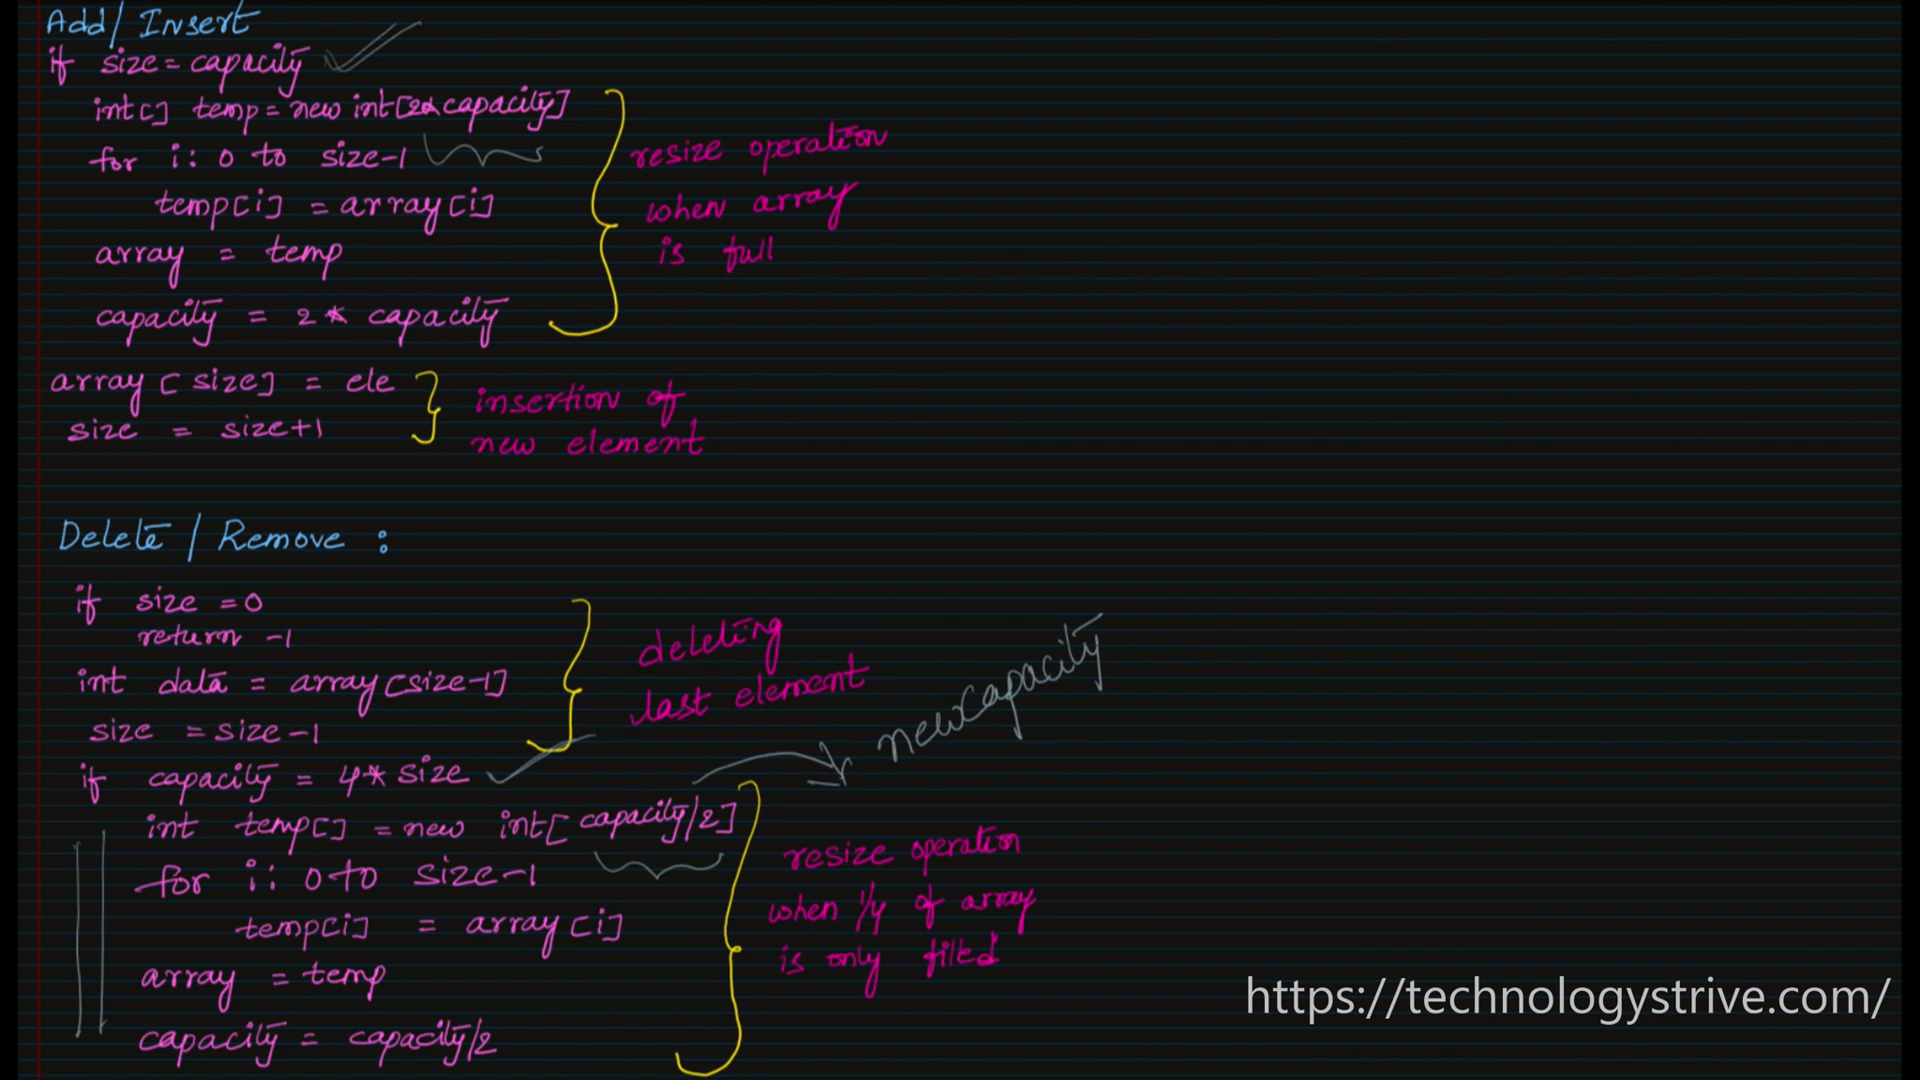 Add/ Insert
if size = capacity
int[] temp = new int[2* capacity]
for i: 0 to size-1
temp[i] = array[i]
array = temp
capacity = 2* capacity
resize operation
when array
is full
array [size] = ele
size = size+1
insertion of
new element
Delete / Remove :
if size = 0
return -1
int data = array[size-1]
size = size-1
deleting
last element
if capacity = 4* size
int temp[] = new int[capacity/2]
newcapacity
for i: 0 to size-1
temp[i] = array[i]
array = temp
capacity = capacity/2
resize operation
when 1/4 of array
is only filled
https://technologystrive.com/